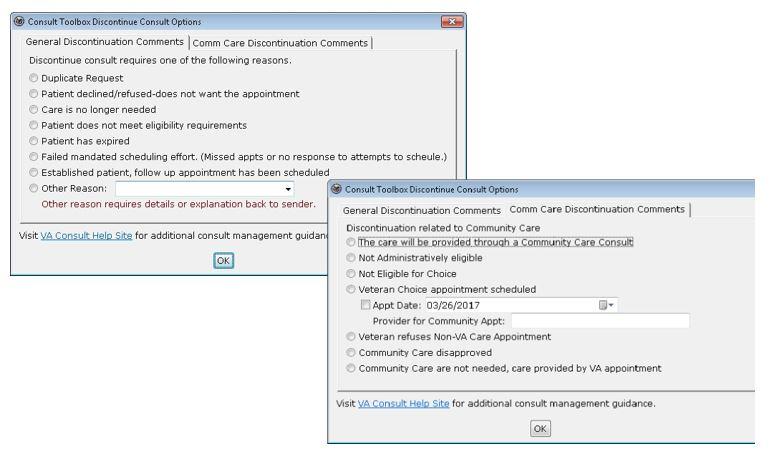 Consult Toolbox Discontinue Consult Options
General Discontinuation Comments
Comm Care Discontinuation Comments
Discontinue consult requires one of the following reasons.
Duplicate Request
Patient declined/refused-does not want the appointment
Care is no longer needed
Patient does not meet eligibility requirements
Patient has expired
Failed mandated scheduling effort. (Missed appts or no response to attempts to scheule.)
Established patient, follow up appointment has been scheduled
Other Reason:
Other reason requires details or explanation back to sender.
Visit VA Consult Help Site for additional consult management guidanc
OK
Consult Toolbox Discontinue Consult Options
General Discontinuation Comments
Comm Care Discontinuation Comments
Discontinuation related to Community Care
The care will be provided through a Community Care Consult
Not Administratively eligible
Not Eligible for Choice
Veteran Choice appointment scheduled
Appt Date: 03/26/2017
Provider for Community Appt:
Veteran refuses Non-VA Care Appointment
Community Care disapproved
Community Care are not needed, care provided by VA appointment
Visit VA Consult Help Site for additional consult management guidance.
OK